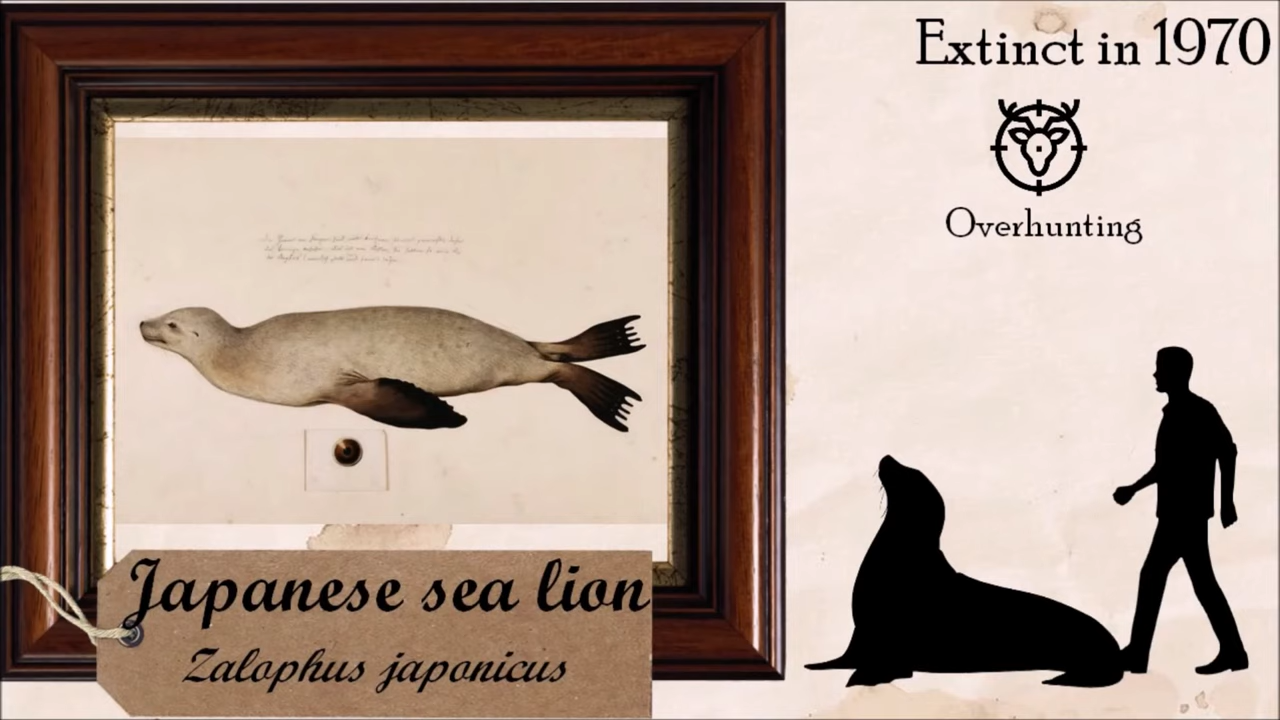 Extinct in 1970
Overhunting
Japanese sea lion
Zalophus japonicus